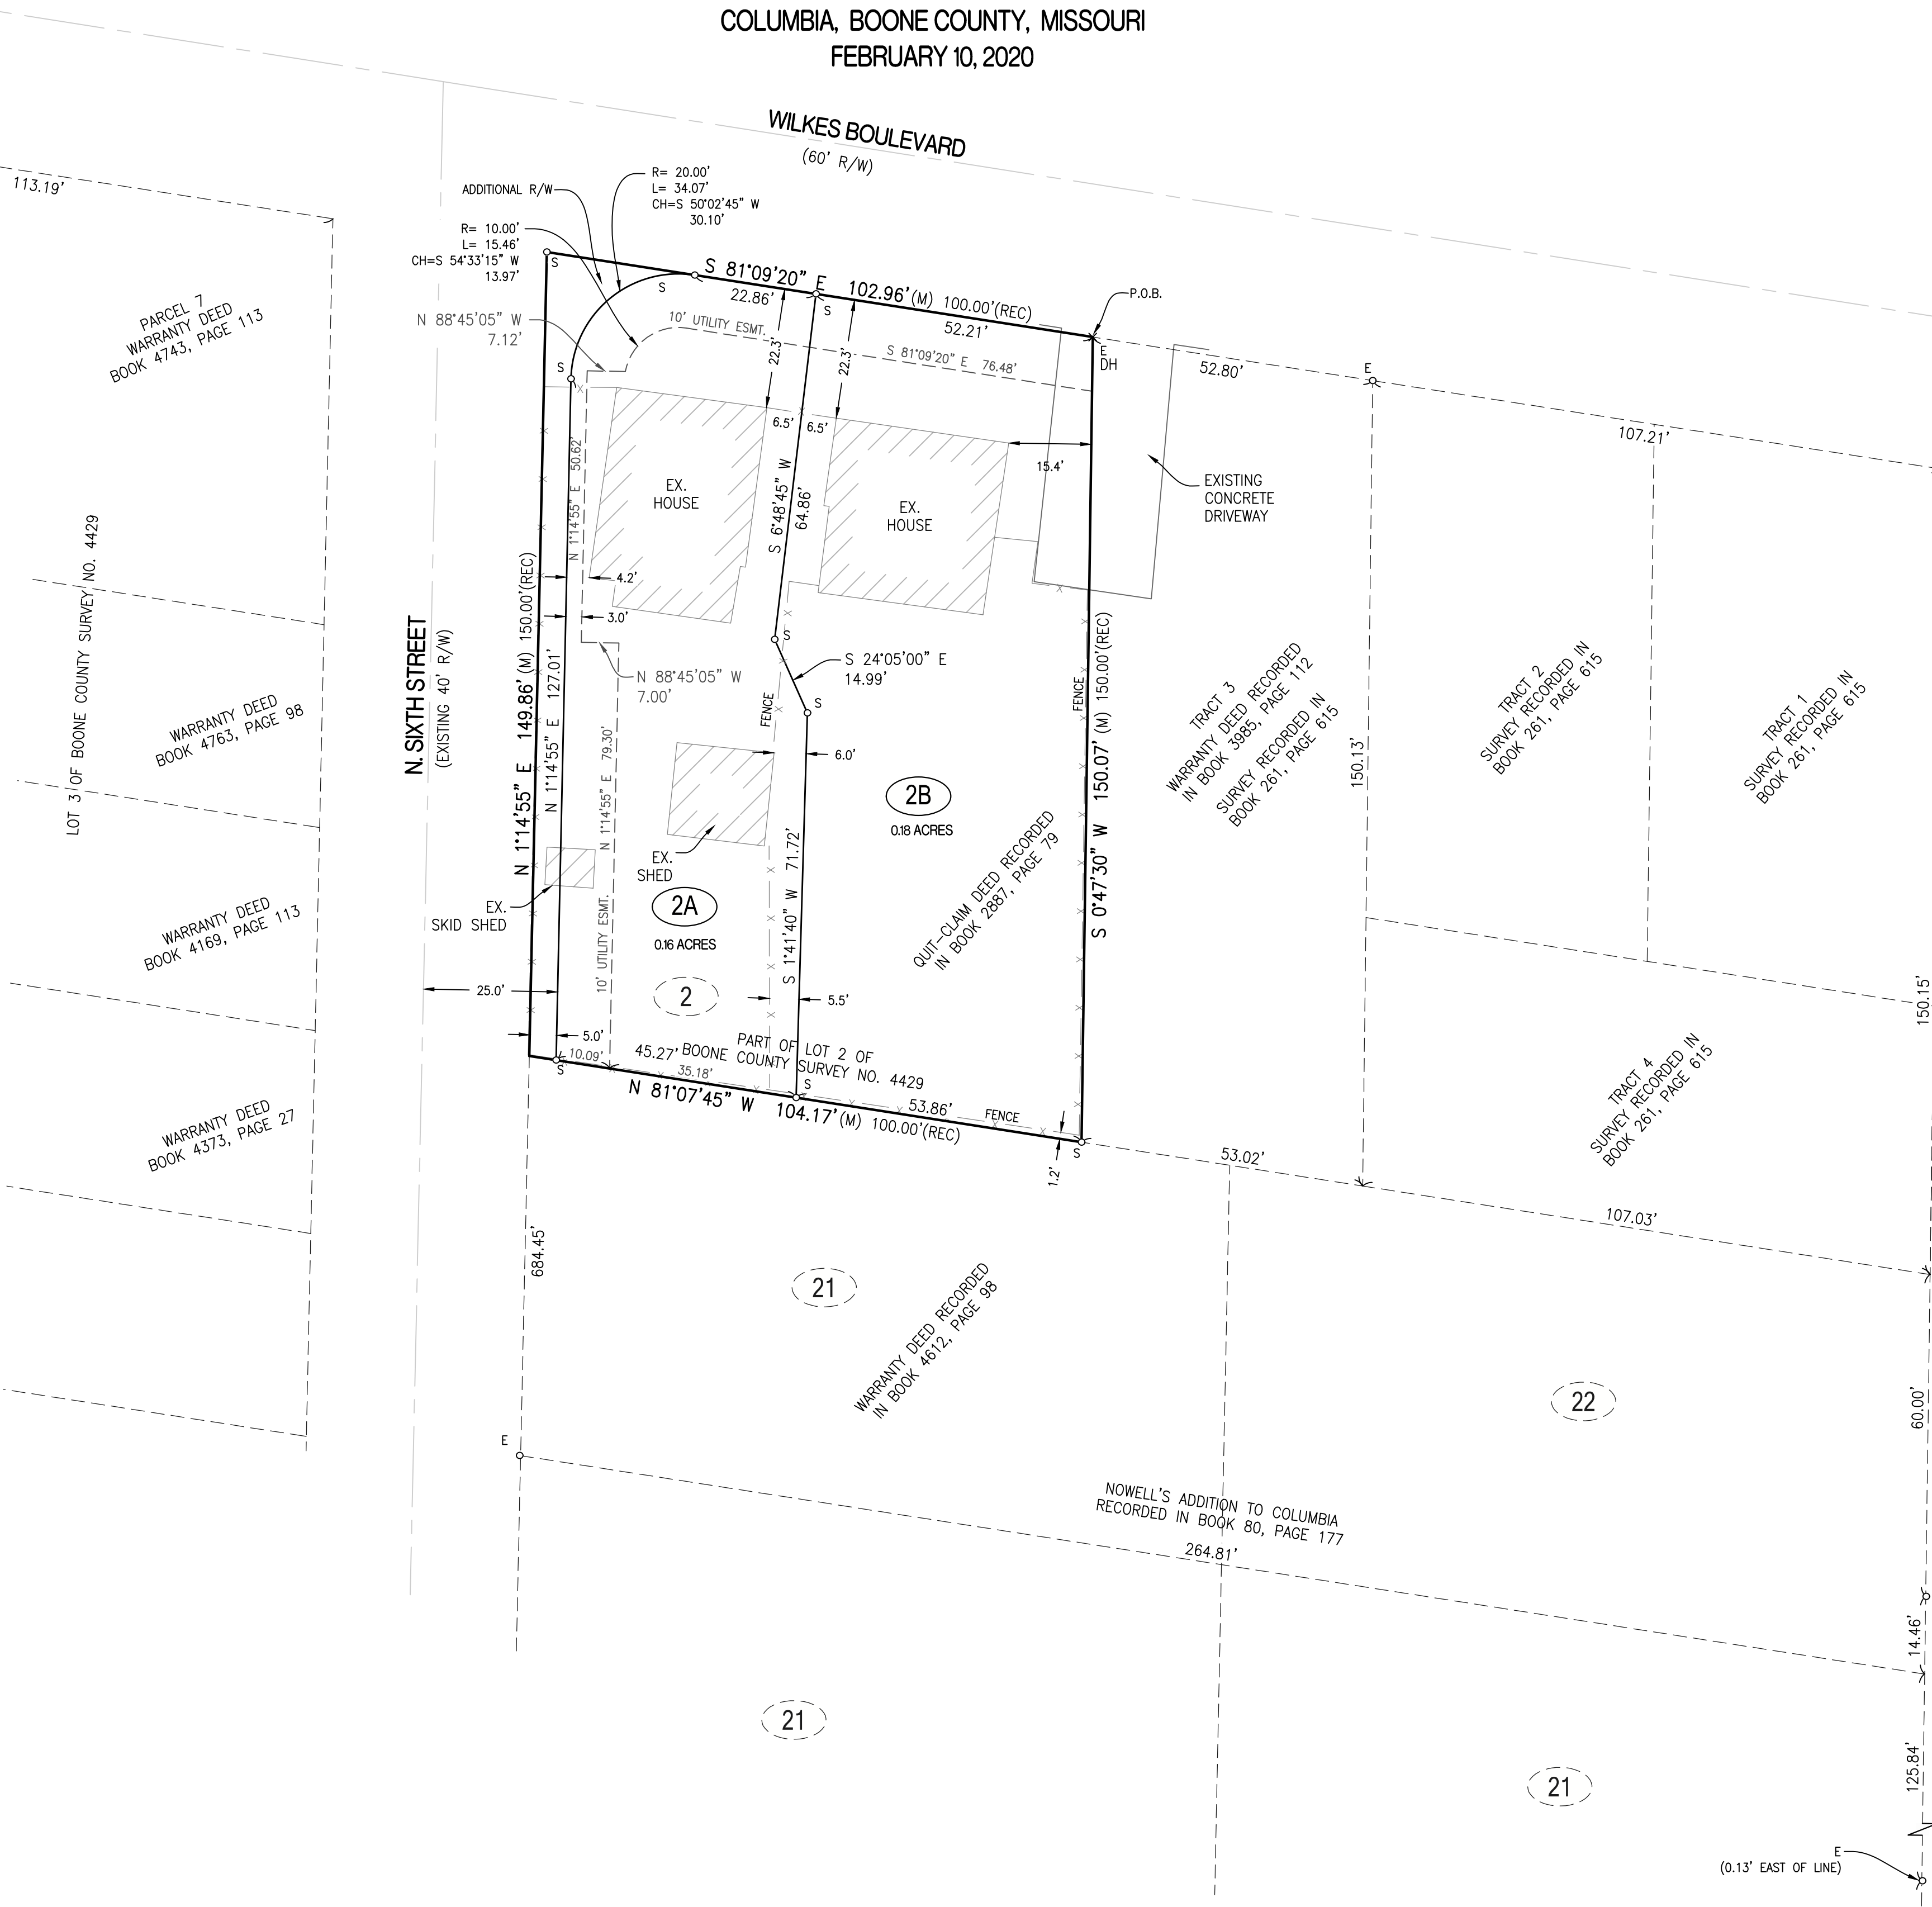 COLUMBIA, BOONE COUNTY, MISSOURI
FEBRUARY 10, 2020
WILKES BOULEVARD
(60' R/W)
113.19'
ADDITIONAL R/W
R= 20.00'
L= 34.07'
CH=S 50°02'45" W
30.10'
R= 10.00'
L= 15.46'
CH=S 54°33'15" W
13.97'
N 88°45'05" W
7.12'
S
S
S
S
S 81°09'20" E 102.96'(M) 100.00'(REC)
22.86'
52.21'
P.O.B.
E
DH
52.80'
E
107.21'
10' UTILITY ESMT.
S 81°09'20" E 76.48'
22.3'
22.3'
6.5'
6.5'
15.4'
EXISTING
CONCRETE
DRIVEWAY
EX.
HOUSE
EX.
HOUSE
PARCEL 7
WARRANTY DEED
BOOK 4743, PAGE 113
LOT 3 OF BOONE COUNTY SURVEY NO. 4429
N. SIXTH STREET
(EXISTING 40' R/W)
N 1°14'55" E 149.86' (M) 150.00'(REC)
N 1°14'55" E 127.01'
N 1°14'55" E 50.62'
4.2'
3.0'
N 88°45'05" W
7.00'
N 1°14'55" E 79.30'
10' UTILITY ESMT.
S 6°48'45" W
64.86'
S
S 24°05'00" E
14.99'
S
FENCE
FENCE
6.0'
S 1°41'40" W 71.72'
S 0°47'30" W 150.07' (M) 150.00'(REC)
2B
0.18 ACRES
EX.
SHED
2A
0.16 ACRES
2
EX.
SKID SHED
QUIT-CLAIM DEED RECORDED
IN BOOK 2887, PAGE 79
TRACT 3
WARRANTY DEED RECORDED
IN BOOK 3985, PAGE 112
SURVEY RECORDED IN
BOOK 261, PAGE 615
150.13'
TRACT 2
SURVEY RECORDED IN
BOOK 261, PAGE 615
TRACT 1
SURVEY RECORDED IN
BOOK 261, PAGE 615
WARRANTY DEED
BOOK 4763, PAGE 98
WARRANTY DEED
BOOK 4169, PAGE 113
WARRANTY DEED
BOOK 4373, PAGE 27
25.0'
5.0'
5.5'
S
10.09'
45.27'
35.18'
PART OF LOT 2 OF
BOONE COUNTY SURVEY NO. 4429
S
N 81°07'45" W 104.17'(M) 100.00'(REC)
53.86'
FENCE
S
1.2'
53.02'
107.03'
150.15'
TRACT 4
SURVEY RECORDED IN
BOOK 261, PAGE 615
684.45'
21
WARRANTY DEED RECORDED
IN BOOK 4612, PAGE 98
22
60.00'
E
NOWELL'S ADDITION TO COLUMBIA
RECORDED IN BOOK 80, PAGE 177
264.81'
14.46'
21
21
125.84'
E
(0.13' EAST OF LINE)